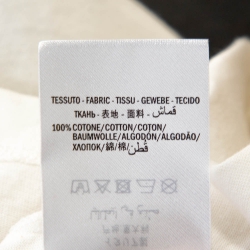 TESSUTO - FABRIC - TISSU - GEWEBE - TECIDO
ТКАНЬ - 表地 - 面料 - قماش
100% COTONE/COTTON/COTON/
BAUMWOLLE/ALGODÓN/ALGODÃO/
ХЛОПОК/綿/棉/قطن